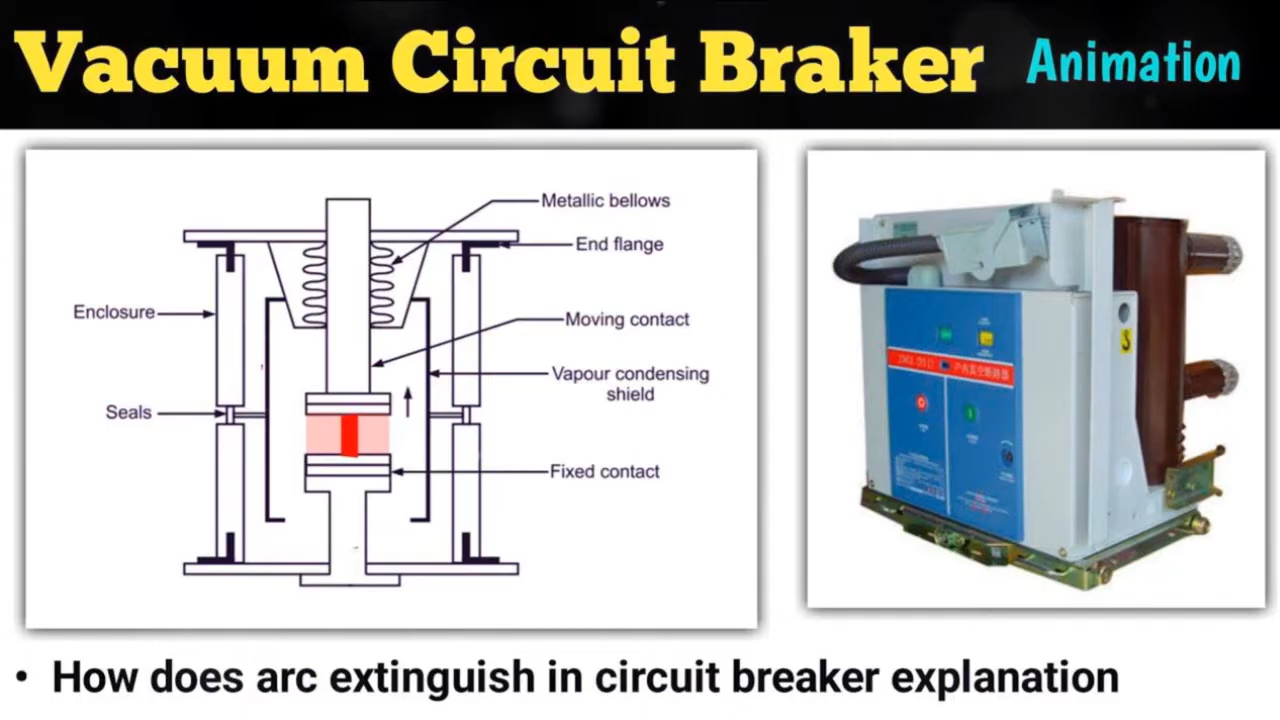 Vacuum Circuit Braker Animation
Metallic bellows
End flange
Enclosure
Moving contact
Vapour condensing
shield
Seals
Fixed contact
• How does arc extinguish in circuit breaker explanation